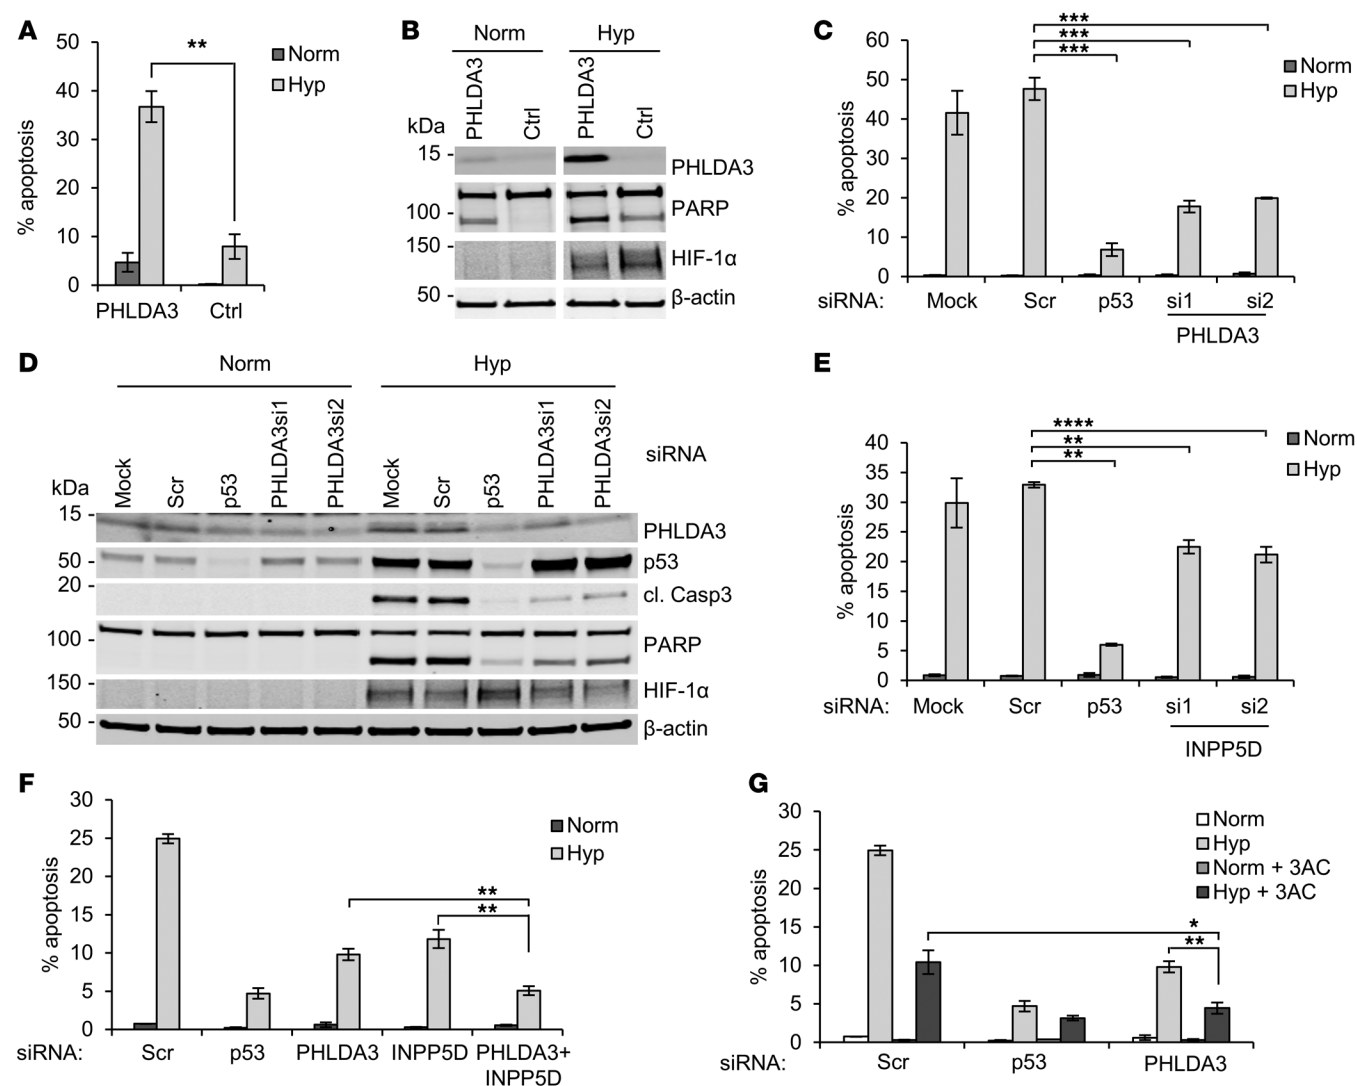 A
50
40
30
20
10
0
% apoptosis
**
Norm
Hyp
PHLDA3 Ctrl
B
Norm Hyp
PHLDA3 Ctrl PHLDA3 Ctrl
kDa
15 - PHLDA3
100 - PARP
150 - HIF-1α
50 - β-actin
C
60
50
40
30
20
10
0
% apoptosis
***
***
***
Norm
Hyp
siRNA: Mock Scr p53 si1 si2
PHLDA3
D
Norm Hyp
Mock Scr p53 PHLDA3si1 PHLDA3si2 Mock Scr p53 PHLDA3si1 PHLDA3si2
siRNA
kDa
15 - PHLDA3
50 - p53
20 - cl. Casp3
100 - PARP
150 - HIF-1α
50 - β-actin
E
40
35
30
25
20
15
10
5
0
% apoptosis
****
**
**
Norm
Hyp
siRNA: Mock Scr p53 si1 si2
INPP5D
F
30
25
20
15
10
5
0
% apoptosis
**
**
Norm
Hyp
siRNA: Scr p53 PHLDA3 INPP5D PHLDA3+
INPP5D
G
30
25
20
15
10
5
0
% apoptosis
*
**
Norm
Hyp
Norm + 3AC
Hyp + 3AC
siRNA: Scr p53 PHLDA3